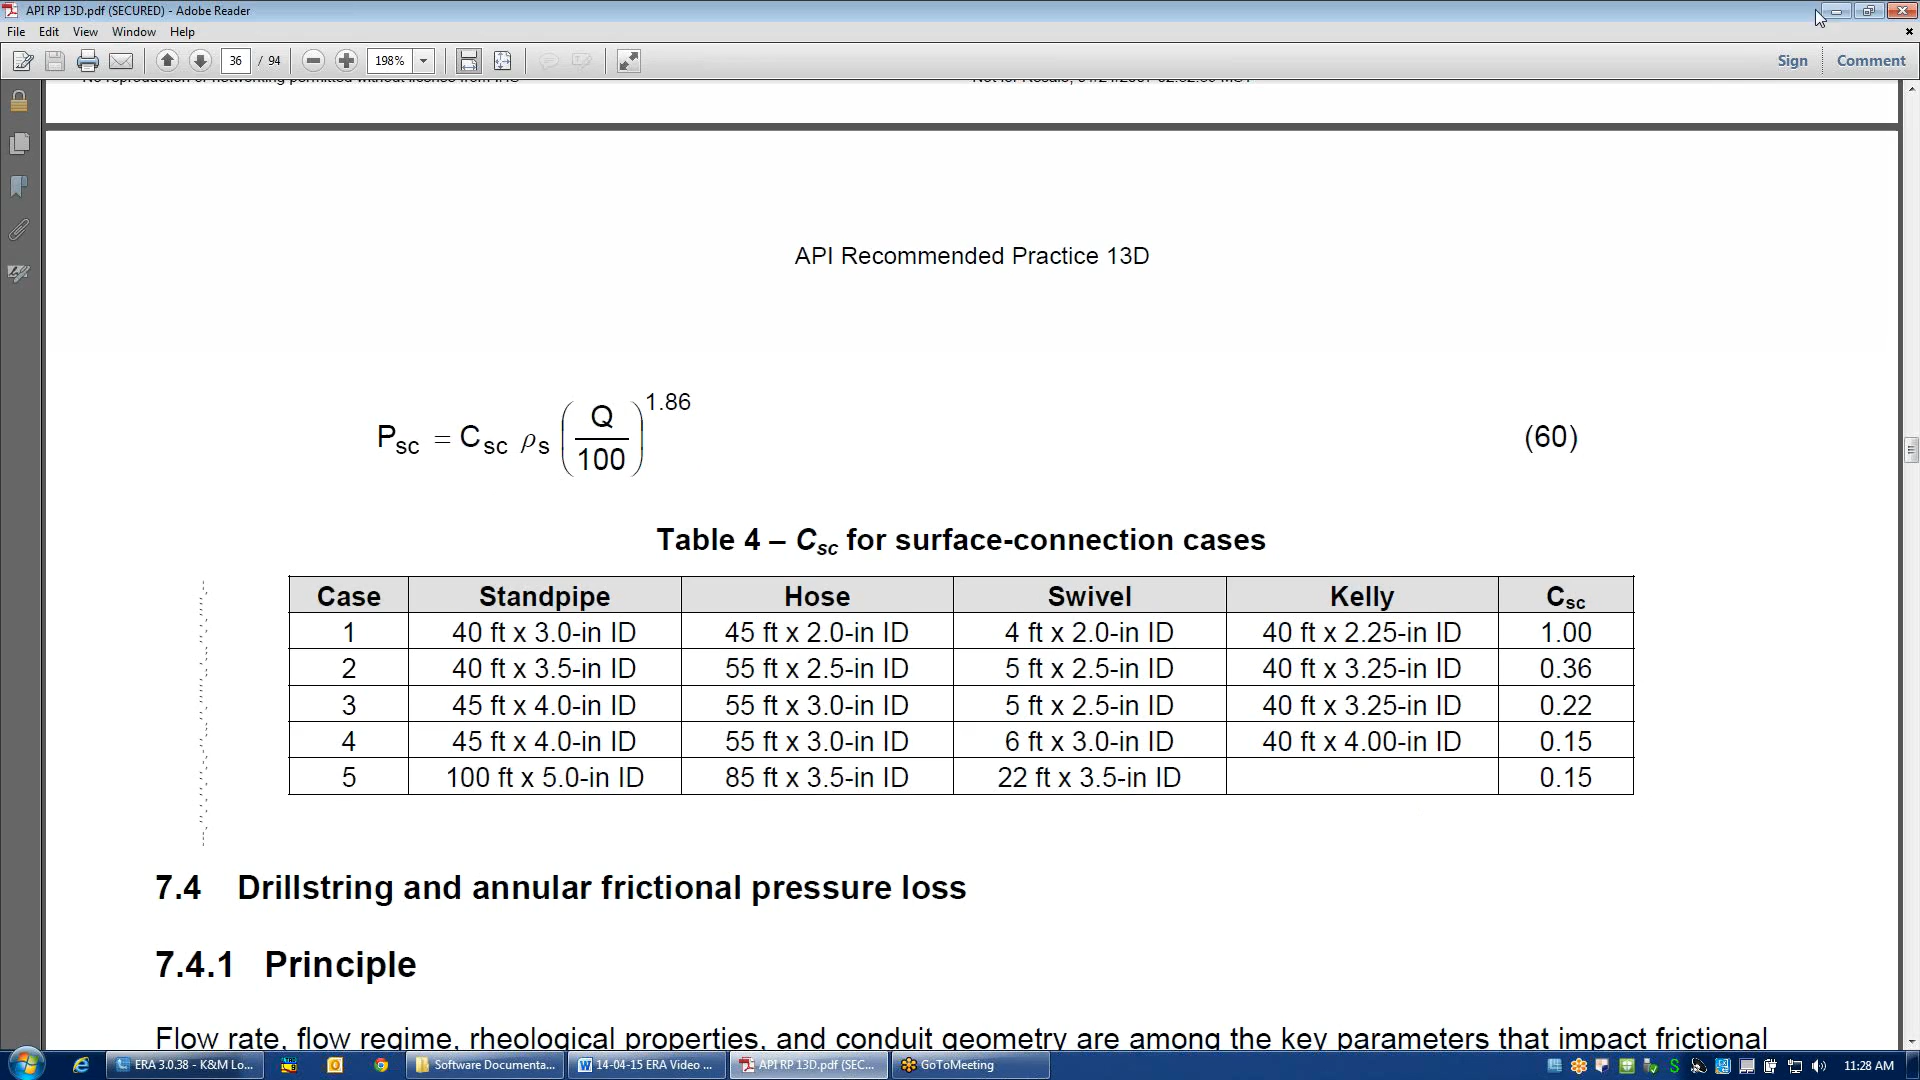 API RP 13D.pdf (SECURED) - Adobe Reader
File Edit View Window Help
36 / 94 198% Sign Comment
API Recommended Practice 13D
P_sc = C_sc ρ_s (Q/100)^1.86 (60)
Table 4 – C_sc for surface-connection cases
Case Standpipe Hose Swivel Kelly C_sc
1 40 ft x 3.0-in ID 45 ft x 2.0-in ID 4 ft x 2.0-in ID 40 ft x 2.25-in ID 1.00
2 40 ft x 3.5-in ID 55 ft x 2.5-in ID 5 ft x 2.5-in ID 40 ft x 3.25-in ID 0.36
3 45 ft x 4.0-in ID 55 ft x 3.0-in ID 5 ft x 2.5-in ID 40 ft x 3.25-in ID 0.22
4 45 ft x 4.0-in ID 55 ft x 3.0-in ID 6 ft x 3.0-in ID 40 ft x 4.00-in ID 0.15
5 100 ft x 5.0-in ID 85 ft x 3.5-in ID 22 ft x 3.5-in ID 0.15
7.4 Drillstring and annular frictional pressure loss
7.4.1 Principle
Flow rate, flow regime, rheological properties, and conduit geometry are among the key parameters that impact frictional
ERA 3.0.38 - K&M Lo... Software Documenta... 14-04-15 ERA Video ... API RP 13D.pdf (SEC... GoToMeeting 11:28 AM